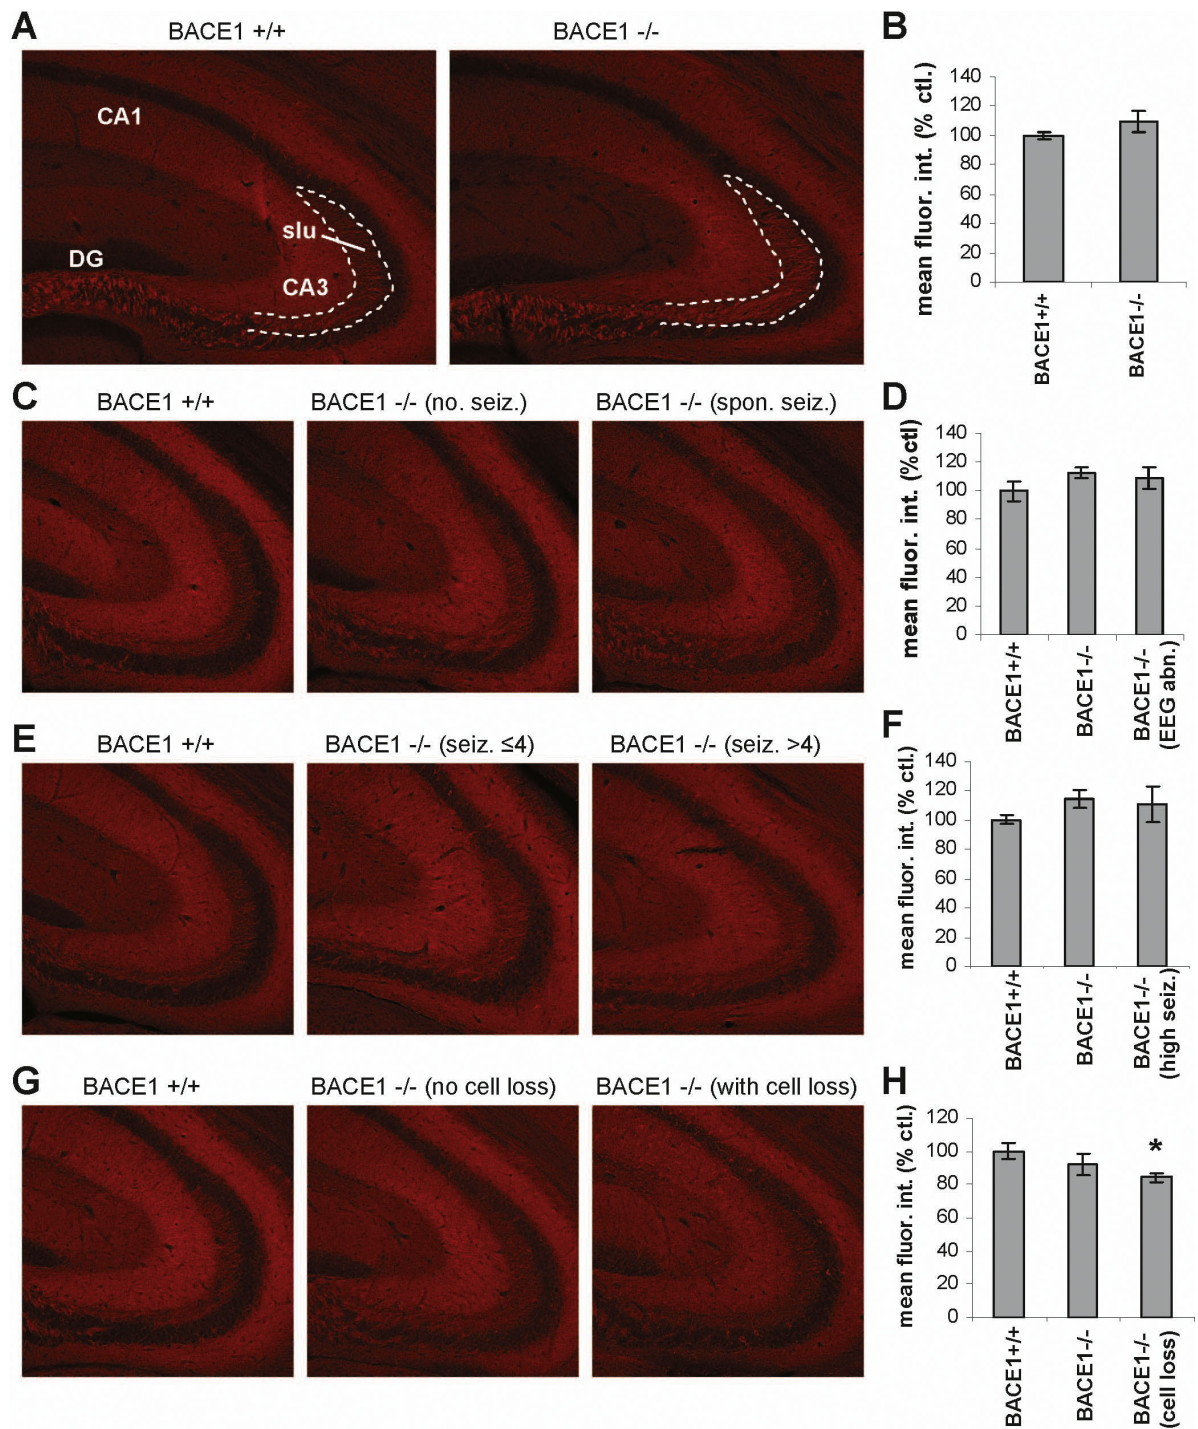 A
BACE1 +/+
BACE1 -/-
CA1
slu
DG
CA3
B
mean fluor. int. (% ctl.)
140
120
100
80
60
40
20
0
BACE1+/+
BACE1-/-
C
BACE1 +/+
BACE1 -/- (no. seiz.)
BACE1 -/- (spon. seiz.)
D
mean fluor. int. (%ctl)
140
120
100
80
60
40
20
0
BACE1+/+
BACE1-/-
BACE1-/-
(EEG abn.)
E
BACE1 +/+
BACE1 -/- (seiz. ≤4)
BACE1 -/- (seiz. >4)
F
mean fluor. int. (% ctl.)
140
120
100
80
60
40
20
0
BACE1+/+
BACE1-/-
BACE1-/-
(high seiz.)
G
BACE1 +/+
BACE1 -/- (no cell loss)
BACE1 -/- (with cell loss)
H
mean fluor. int. (% ctl.)
120
100
80
60
40
20
0
*
BACE1+/+
BACE1-/-
BACE1-/-
(cell loss)